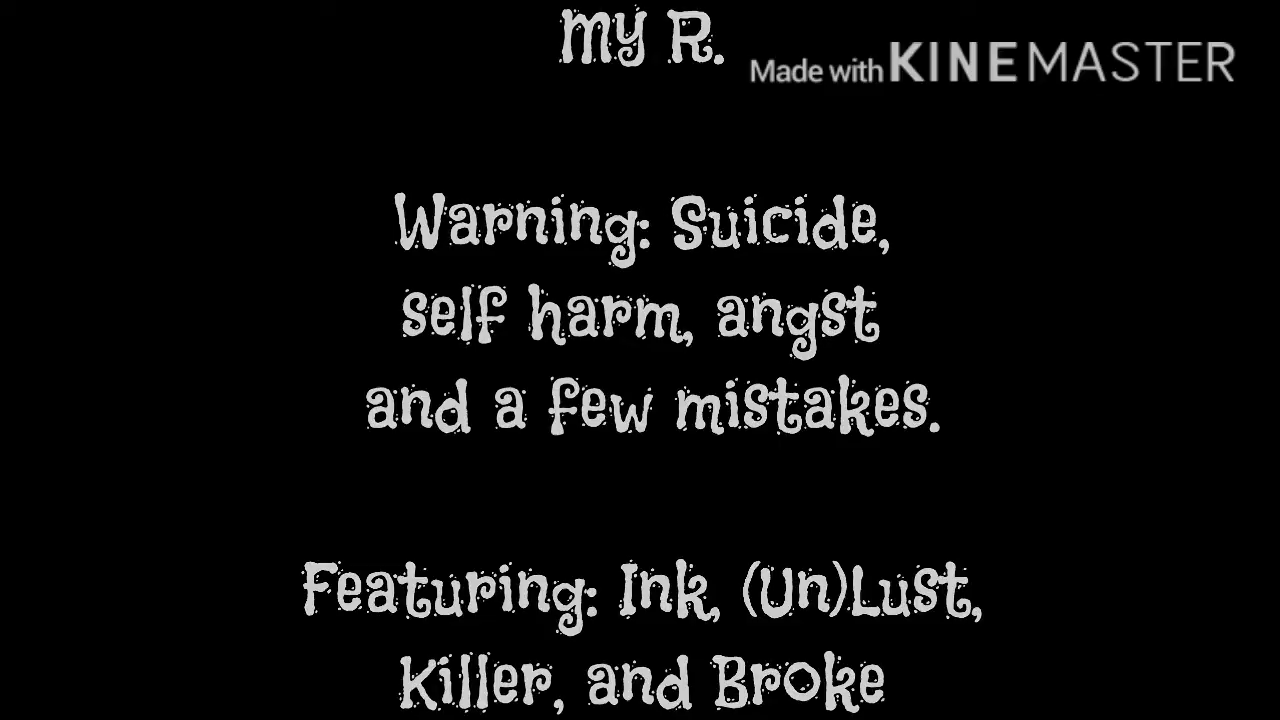 My R.
Made with KINEMASTER
Warning: Suicide,
self harm, angst
and a few mistakes.
Featuring: Ink, (Un)Lust,
Killer, and Broke